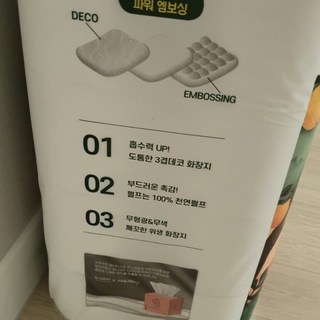 파워 엠보싱
DECO
EMBOSSING
01
흡수력 UP!
도톰한 3겹데코 화장지
02
부드러운 촉감!
펄프는 100% 천연펄프
03
무형광&무색
깨끗한 위생 화장지